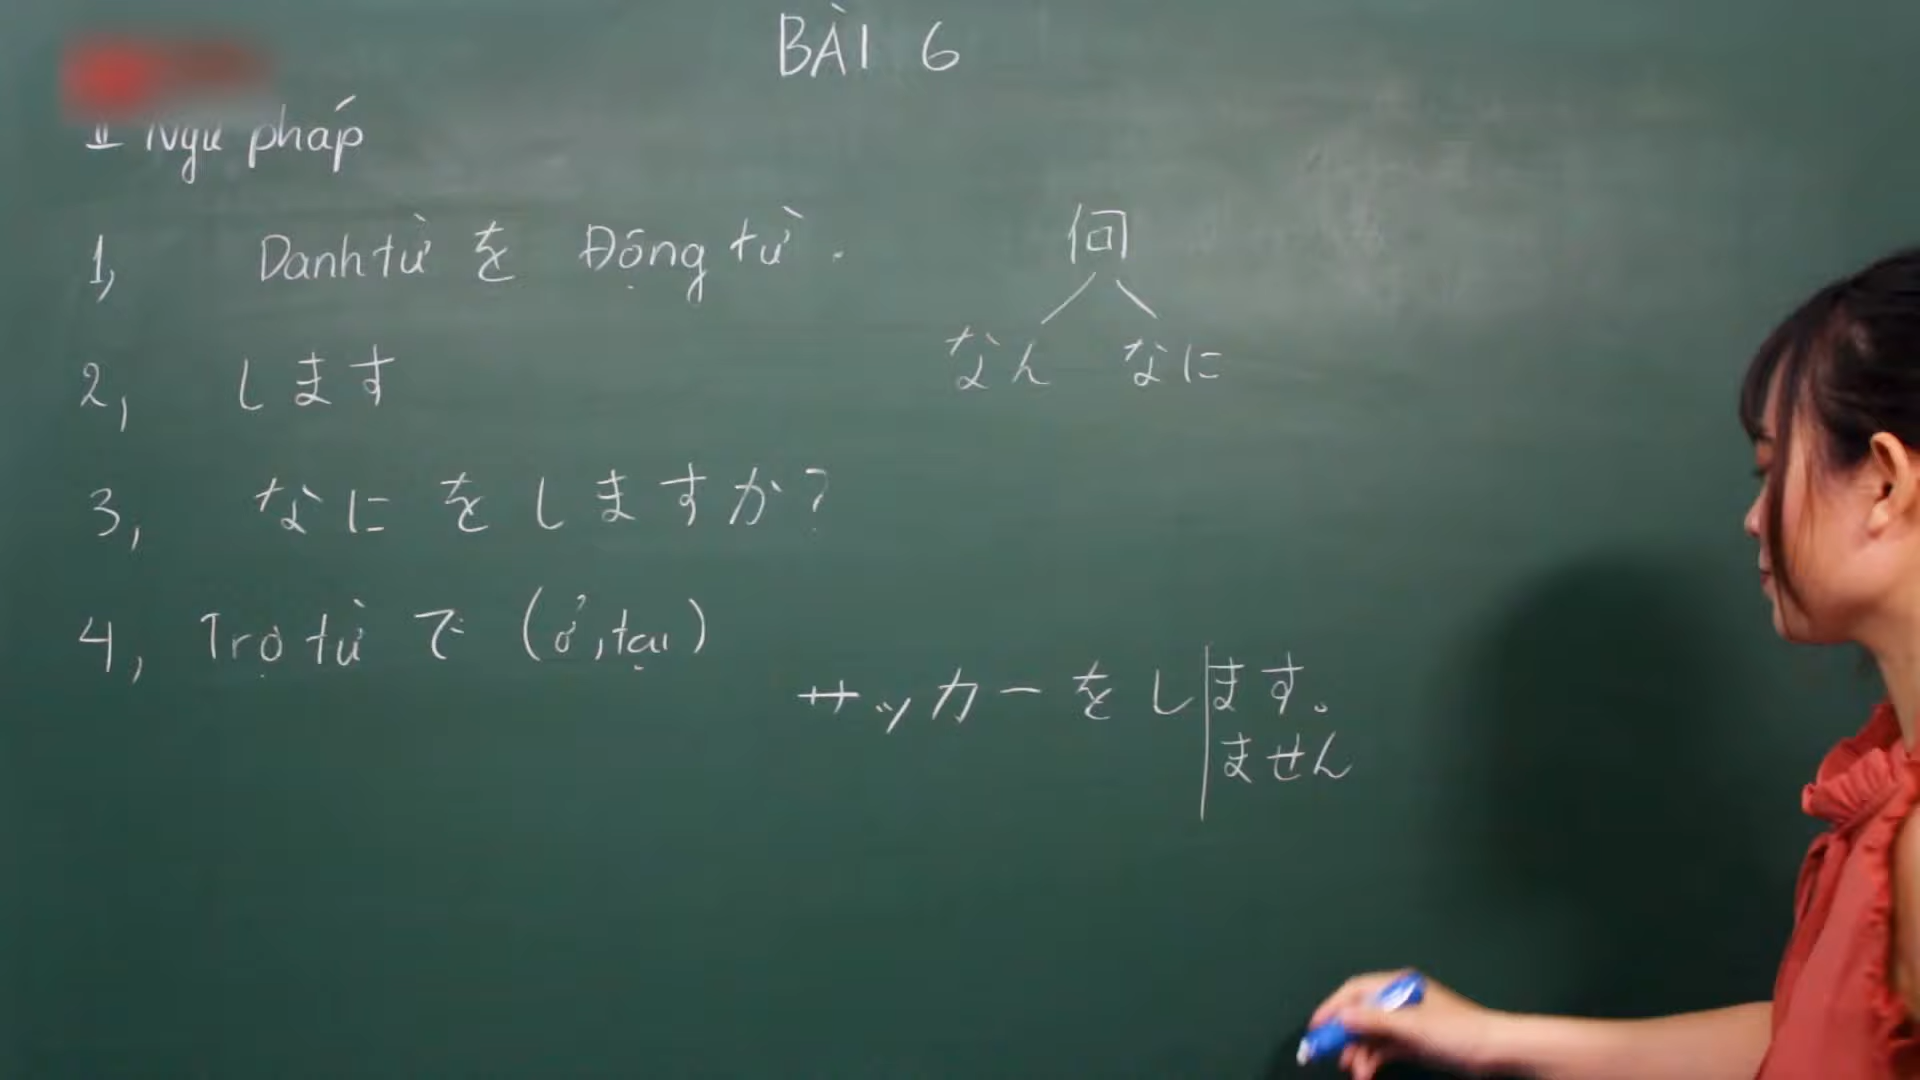 BÀI 6
II Ngữ pháp
1, Danh từ を Động từ.
2, します
3, なにをしますか?
4, Trợ từ で (ở, tại)
何
なん なに
サッカーをします。
ません